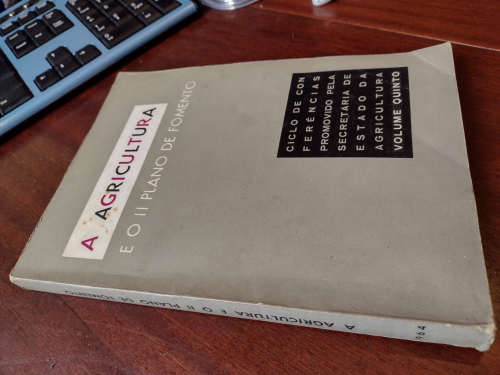 A AGRICULTURA
E O II PLANO DE FOMENTO
CICLO DE CON
FERÊNCIAS
PROMOVIDO PELA
SECRETARIA DE
ESTADO DA
AGRICULTURA
VOLUME QUINTO
A AGRICULTURA E O II PLANO DE FOMENTO
964